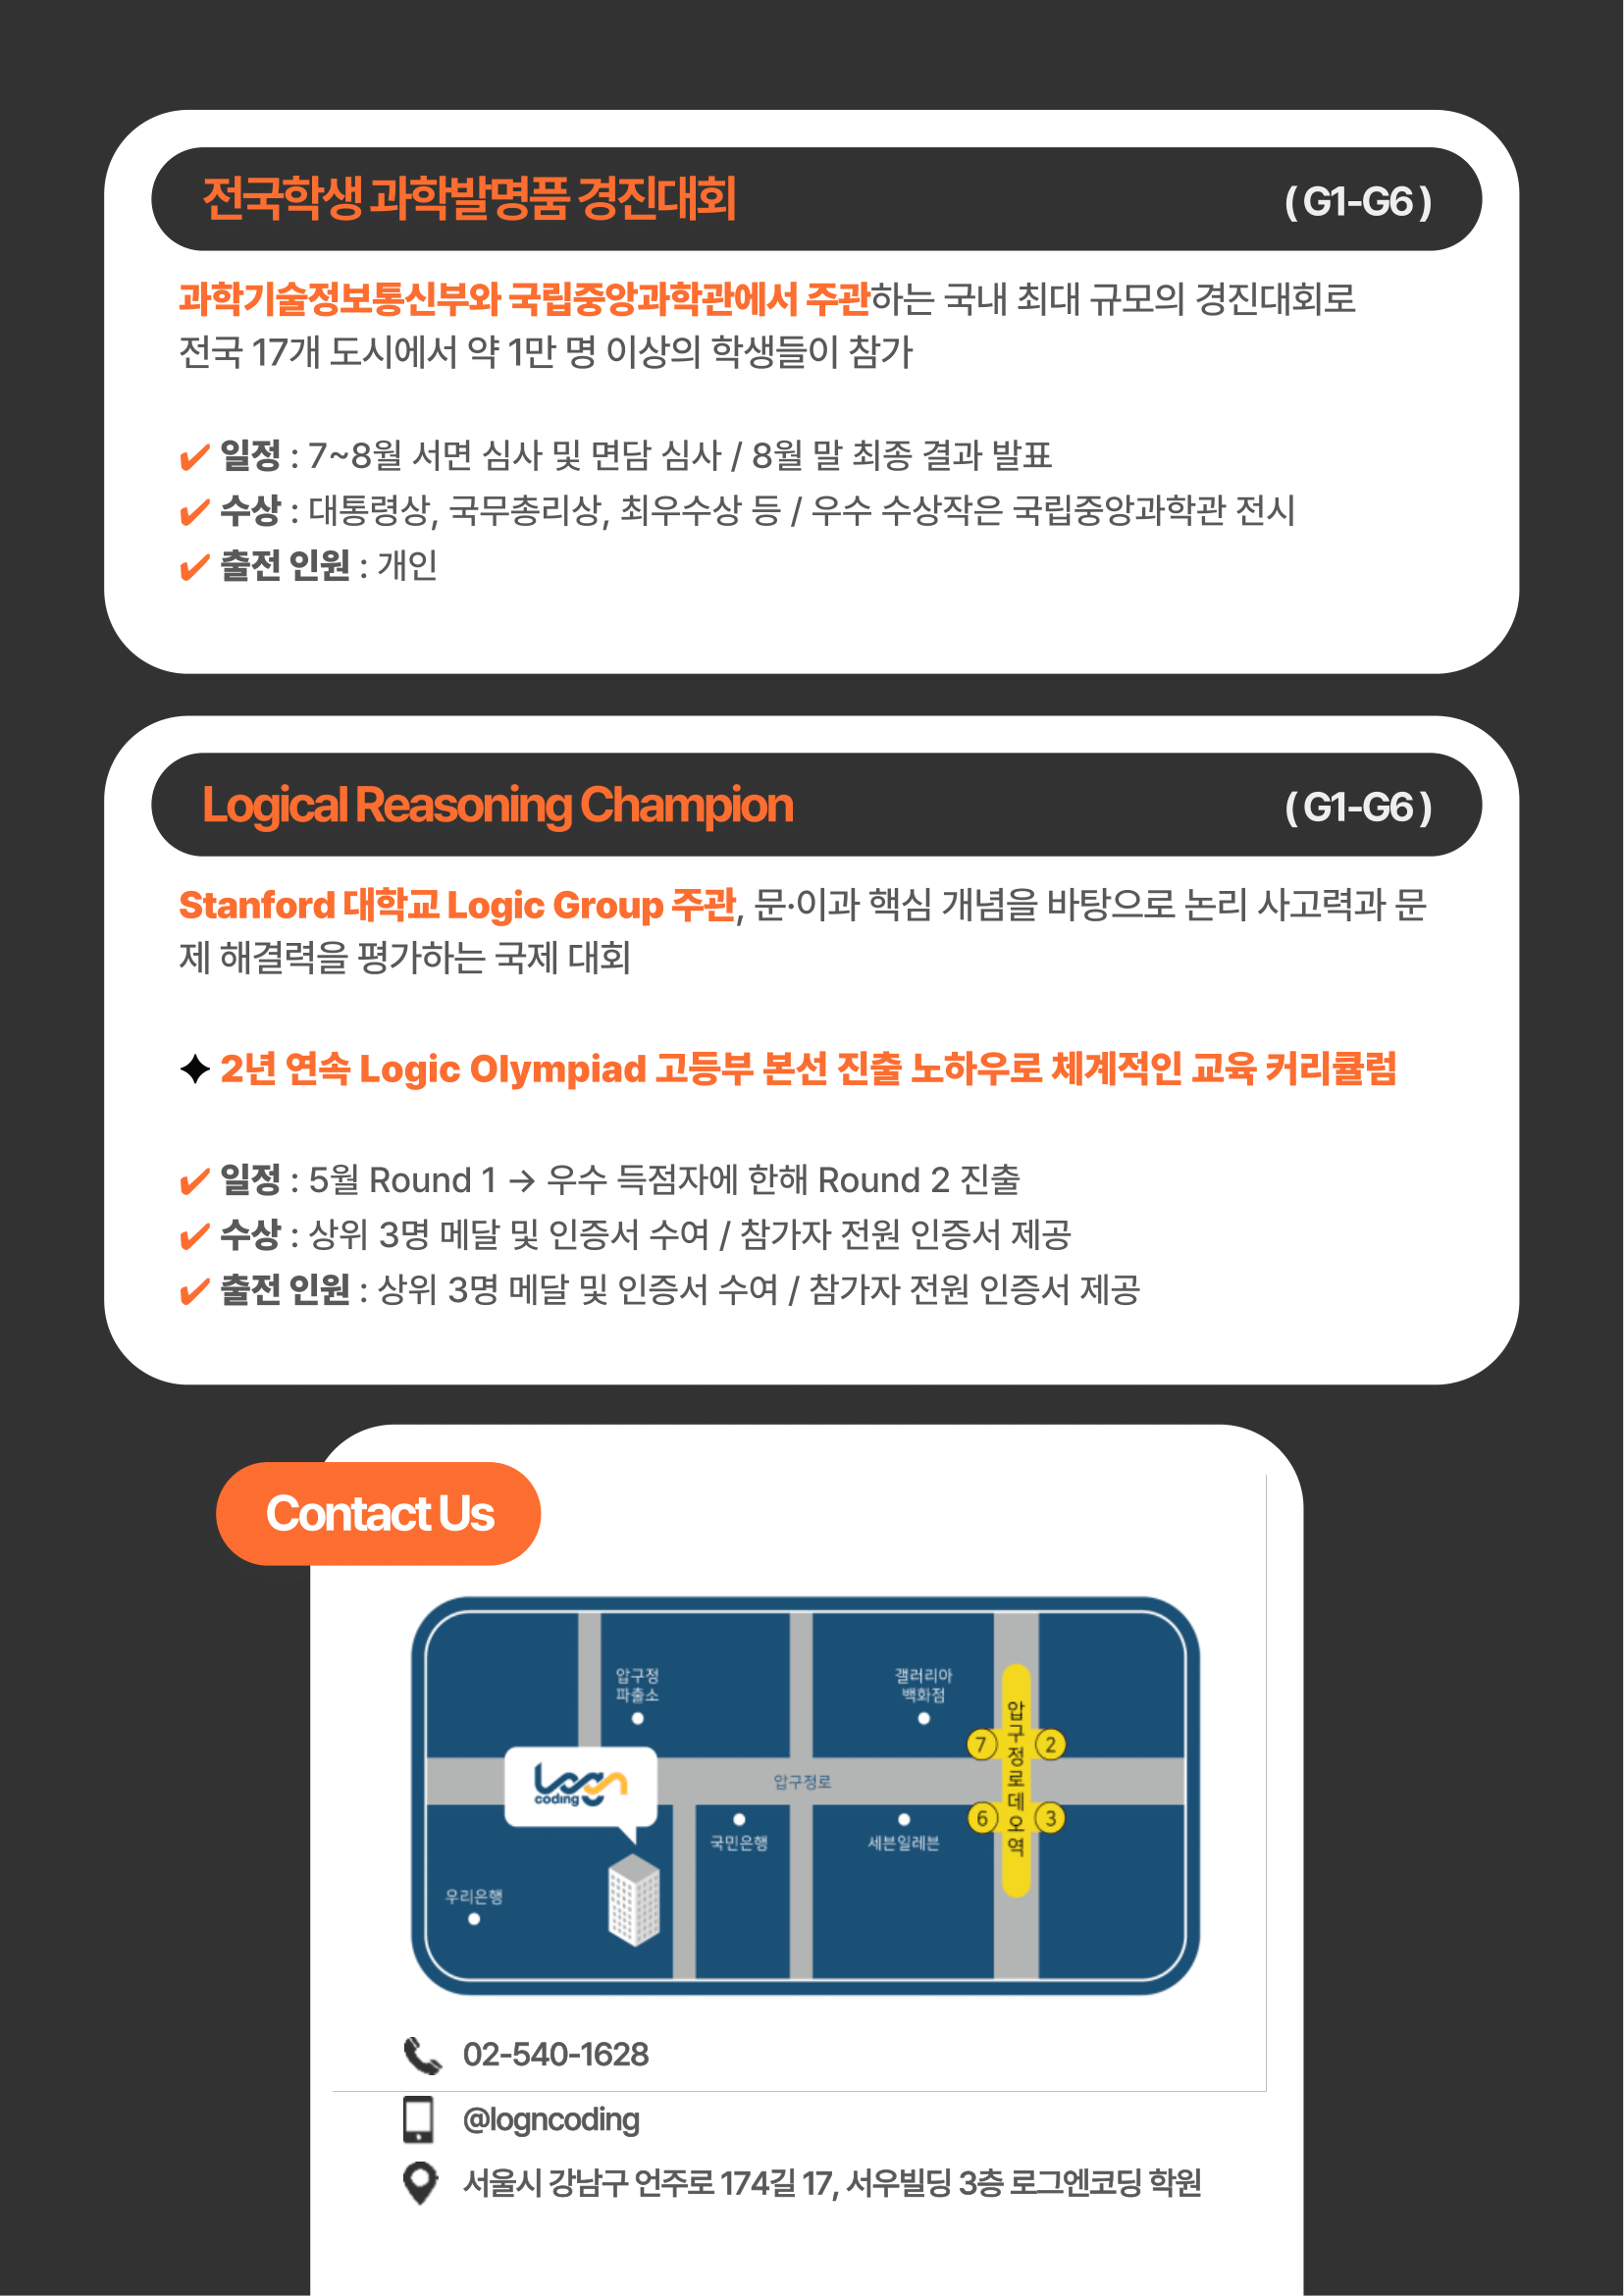 전국학생 과학발명품 경진대회 ( G1-G6 )
과학기술정보통신부와 국립중앙과학관에서 주관하는 국내 최대 규모의 경진대회로
전국 17개 도시에서 약 1만 명 이상의 학생들이 참가
✔ 일정 : 7~8월 서면 심사 및 면담 심사 / 8월 말 최종 결과 발표
✔ 수상 : 대통령상, 국무총리상, 최우수상 등 / 우수 수상작은 국립중앙과학관 전시
✔ 출전 인원 : 개인
Logical Reasoning Champion ( G1-G6 )
Stanford 대학교 Logic Group 주관, 문·이과 핵심 개념을 바탕으로 논리 사고력과 문
제 해결력을 평가하는 국제 대회
✦ 2년 연속 Logic Olympiad 고등부 본선 진출 노하우로 체계적인 교육 커리큘럼
✔ 일정 : 5월 Round 1 → 우수 득점자에 한해 Round 2 진출
✔ 수상 : 상위 3명 메달 및 인증서 수여 / 참가자 전원 인증서 제공
✔ 출전 인원 : 상위 3명 메달 및 인증서 수여 / 참가자 전원 인증서 제공
Contact Us
압구정
파출소
갤러리아
백화점
압구정로데오역
7
2
6
3
logn
coding
압구정로
국민은행
세븐일레븐
우리은행
02-540-1628
@logncoding
서울시 강남구 언주로 174길 17, 서우빌딩 3층 로그엔코딩 학원